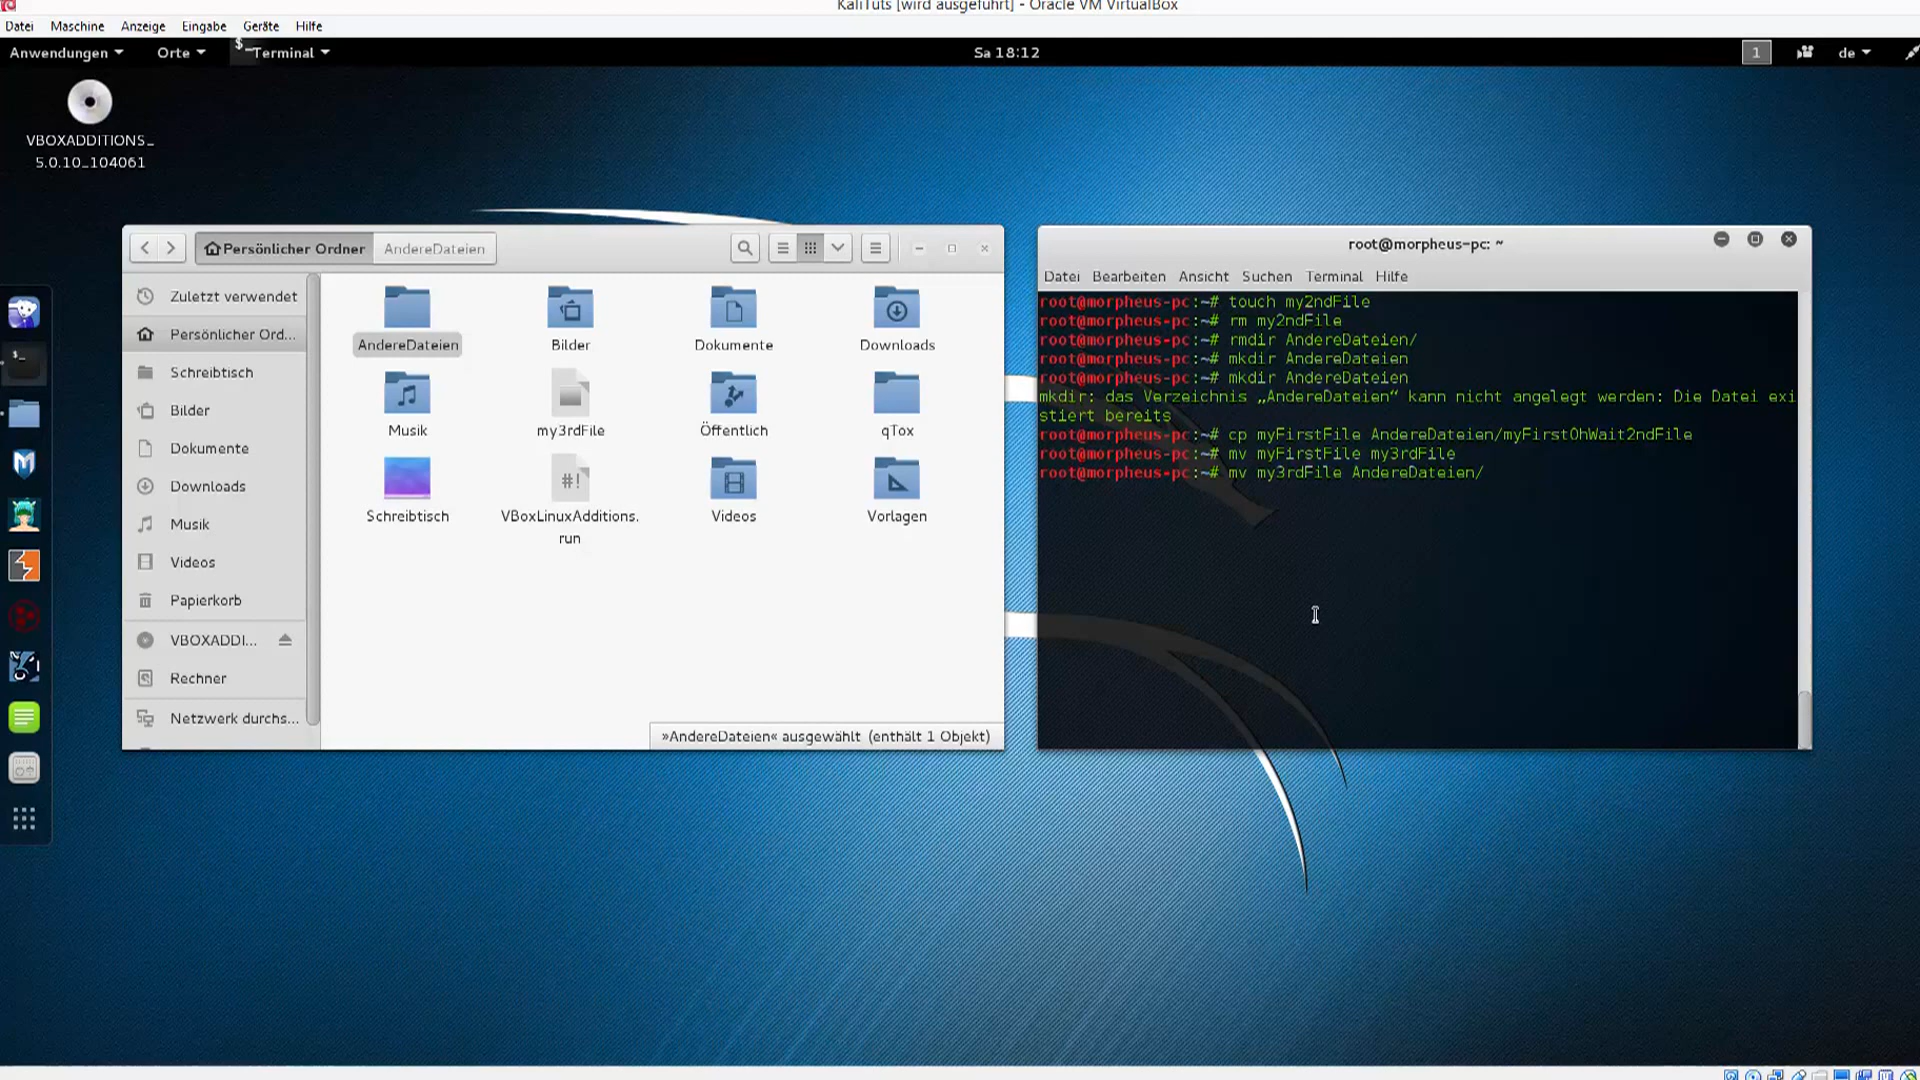 KaliTuts [wird ausgeführt] - Oracle VM VirtualBox
Datei Maschine Anzeige Eingabe Geräte Hilfe
Anwendungen Orte Terminal Sa 18:12 1 de
VBOXADDITIONS_
5.0.10_104061
Persönlicher Ordner AndereDateien
Zuletzt verwendet
Persönlicher Ord...
Schreibtisch
Bilder
Dokumente
Downloads
Musik
Videos
Papierkorb
VBOXADDI...
Rechner
Netzwerk durchs...
AndereDateien Bilder Dokumente Downloads
Musik my3rdFile Öffentlich qTox
Schreibtisch VBoxLinuxAdditions. Videos Vorlagen
run
»AndereDateien« ausgewählt (enthält 1 Objekt)
root@morpheus-pc: ~
Datei Bearbeiten Ansicht Suchen Terminal Hilfe
root@morpheus-pc:~# touch my2ndFile
root@morpheus-pc:~# rm my2ndFile
root@morpheus-pc:~# rmdir AndereDateien/
root@morpheus-pc:~# mkdir AndereDateien
root@morpheus-pc:~# mkdir AndereDateien
mkdir: das Verzeichnis „AndereDateien“ kann nicht angelegt werden: Die Datei exi
stiert bereits
root@morpheus-pc:~# cp myFirstFile AndereDateien/myFirstOhWait2ndFile
root@morpheus-pc:~# mv myFirstFile my3rdFile
root@morpheus-pc:~# mv my3rdFile AndereDateien/